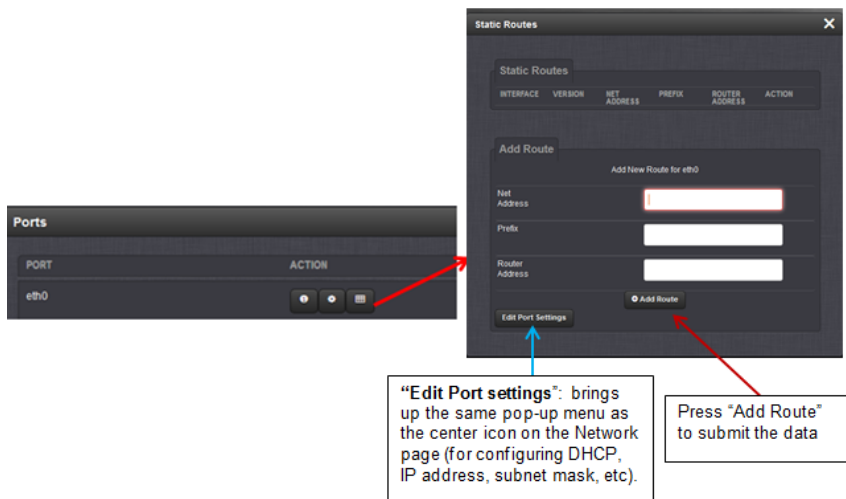 Static Routes
Static Routes
INTERFACE VERSION NET ADDRESS PREFIX ROUTER ADDRESS ACTION
Add Route
Add New Route for eth0
Net
Address
Prefix
Router
Address
Add Route
Edit Port Settings
Ports
PORT ACTION
eth0
“Edit Port settings”: brings
up the same pop-up menu as
the center icon on the Network
page (for configuring DHCP,
IP address, subnet mask, etc).
Press “Add Route”
to submit the data